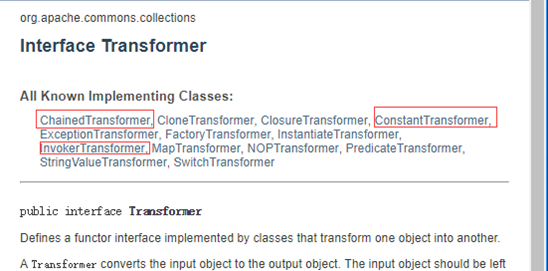 org.apache.commons.collections
Interface Transformer
All Known Implementing Classes:
ChainedTransformer, CloneTransformer, ClosureTransformer, ConstantTransformer,
ExceptionTransformer, FactoryTransformer, InstantiateTransformer,
InvokerTransformer, MapTransformer, NOPTransformer, PredicateTransformer,
StringValueTransformer, SwitchTransformer
public interface Transformer
Defines a functor interface implemented by classes that transform one object into another.
A Transformer converts the input object to the output object. The input object should be left